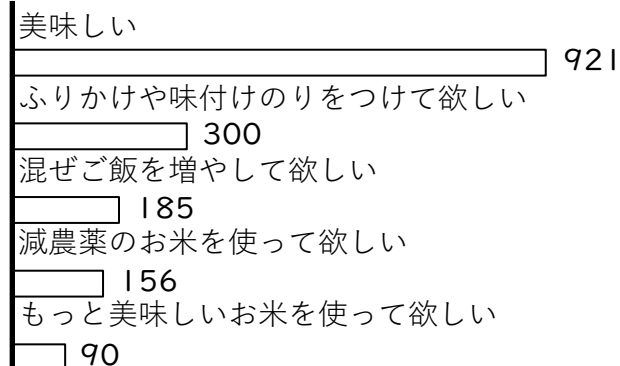 美味しい
921
ふりかけや味付けのりをつけて欲しい
300
混ぜご飯を増やして欲しい
185
減農薬のお米を使って欲しい
156
もっと美味しいお米を使って欲しい
90